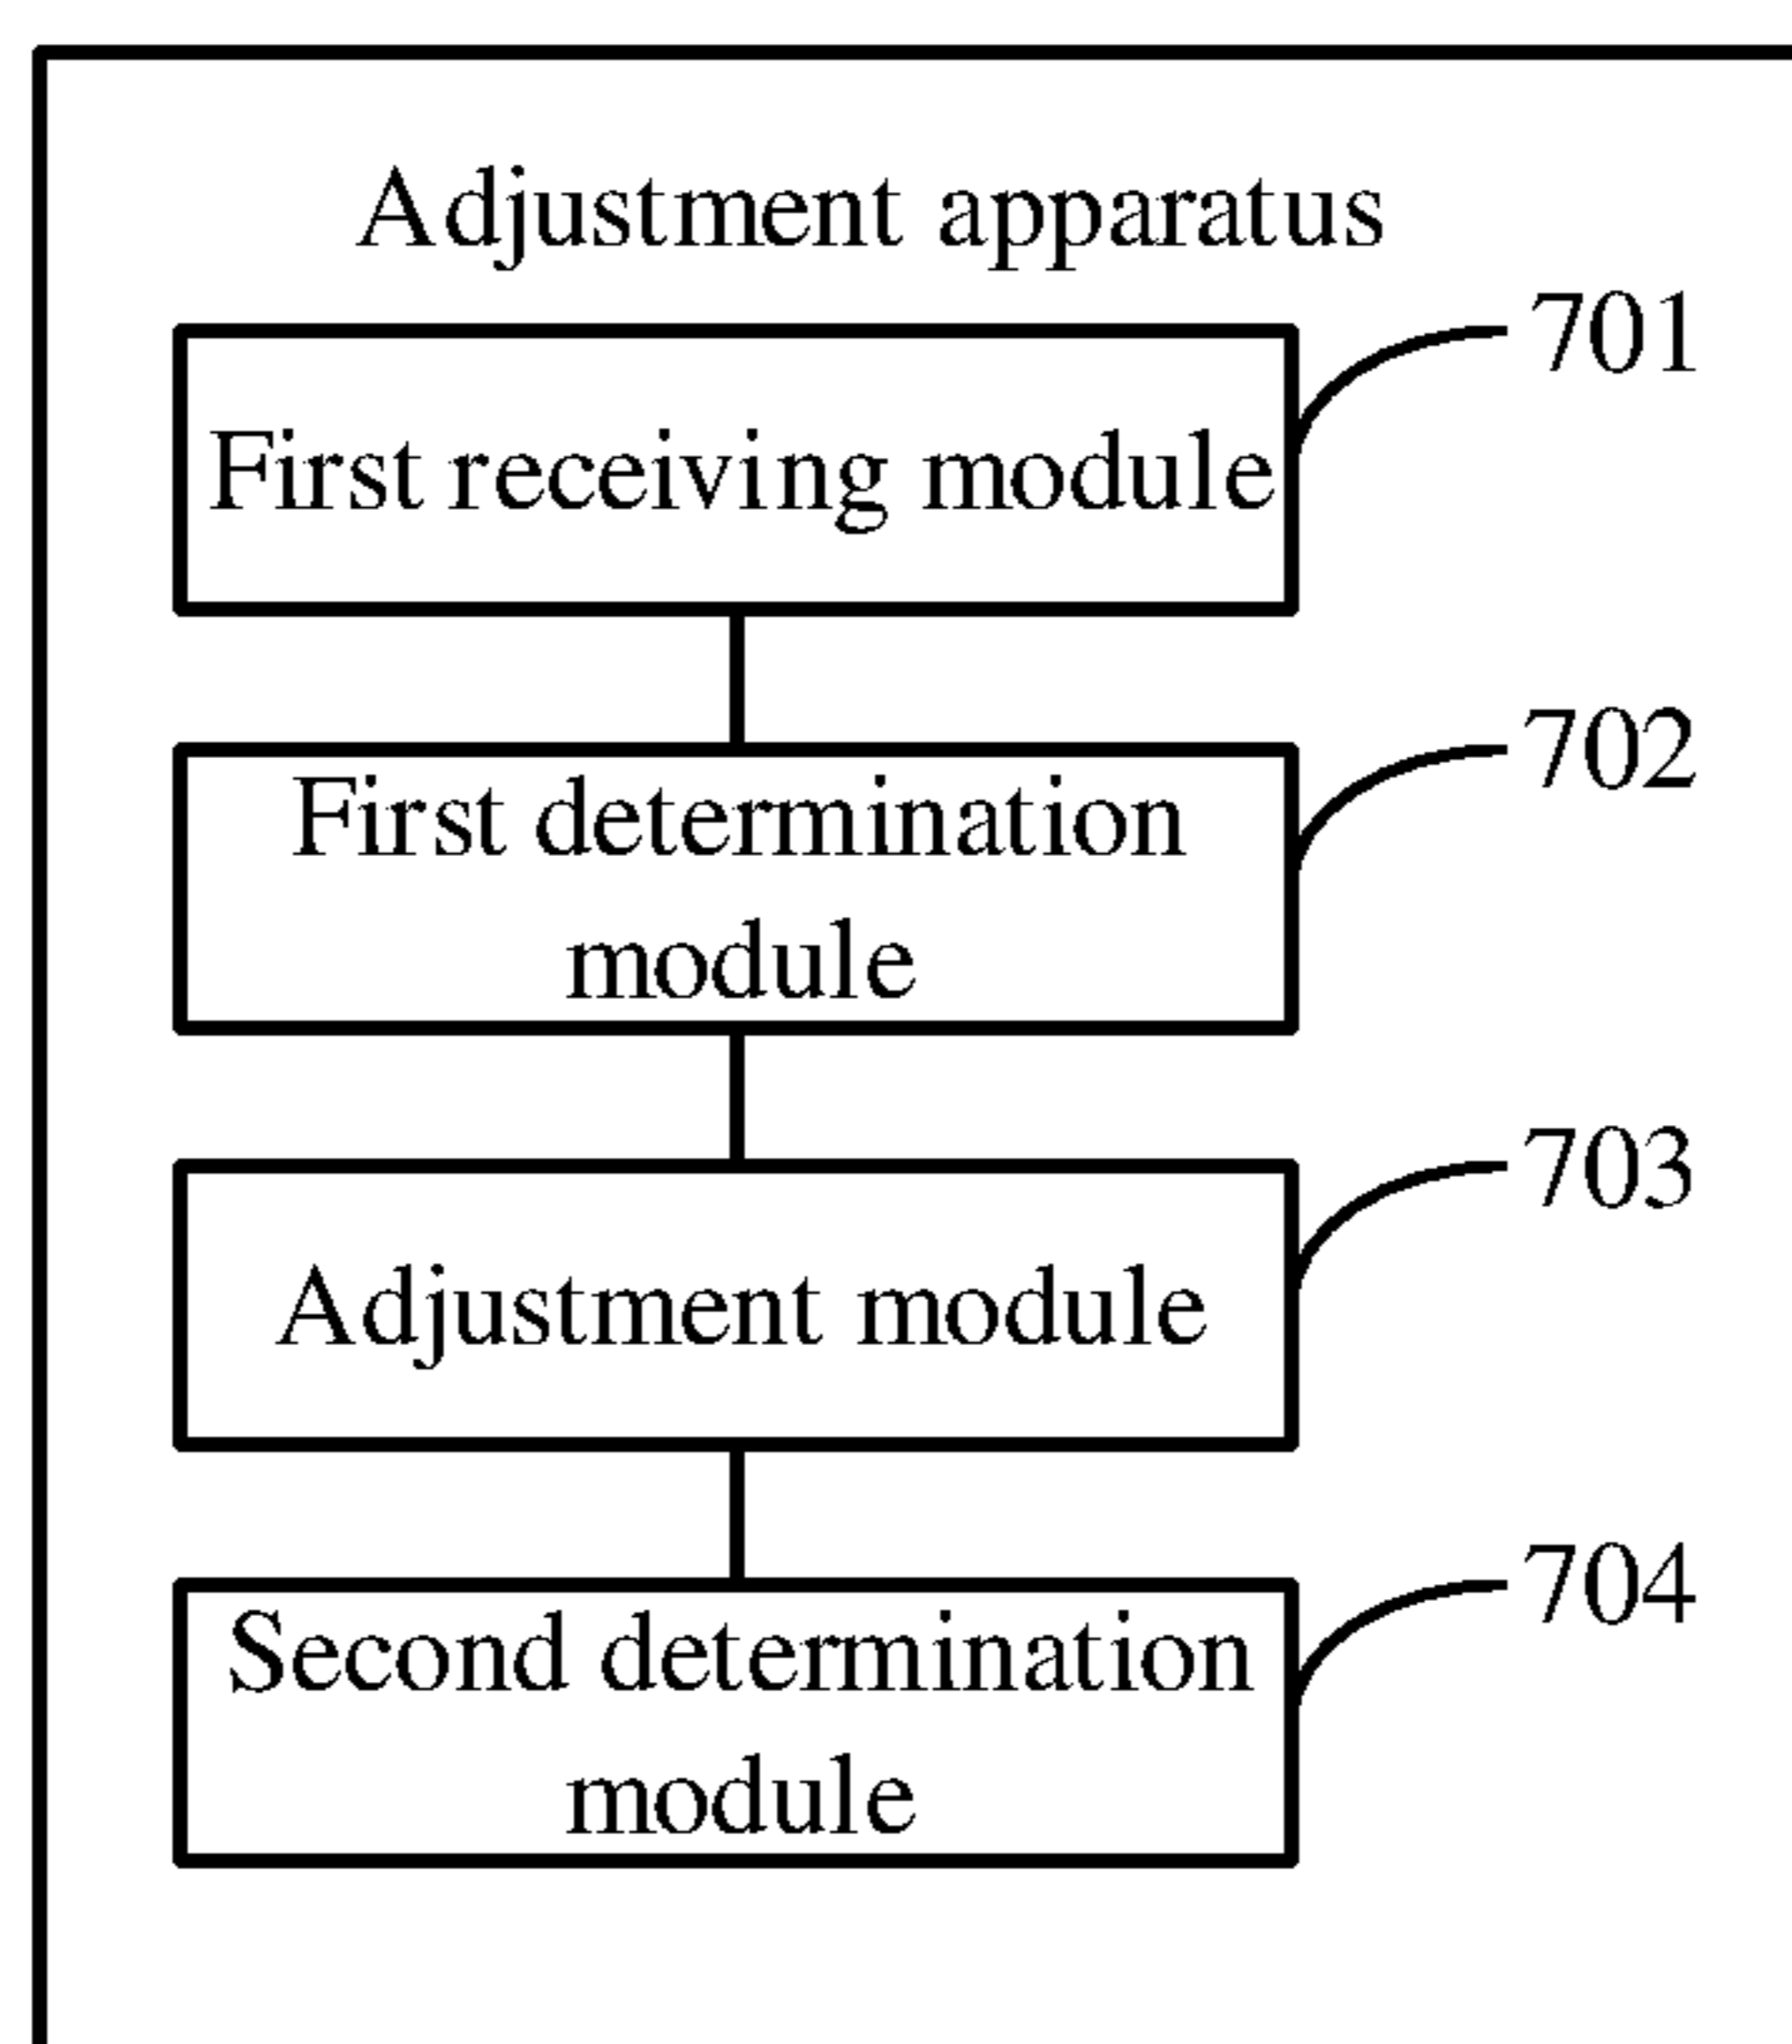 Adjustment apparatus
701
First receiving module
702
First determination
module
703
Adjustment module
704
Second determination
module